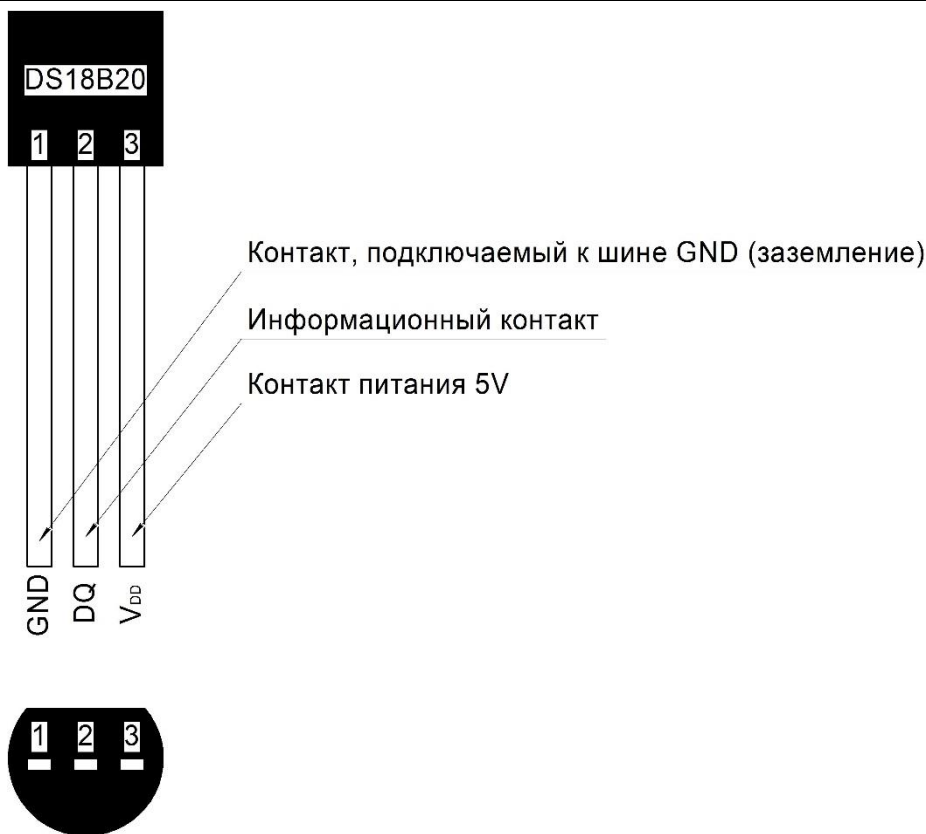 DS18B20
1 2 3
Контакт, подключаемый к шине GND (заземление)
Информационный контакт
Контакт питания 5V
GND
DQ
VDD
1 2 3